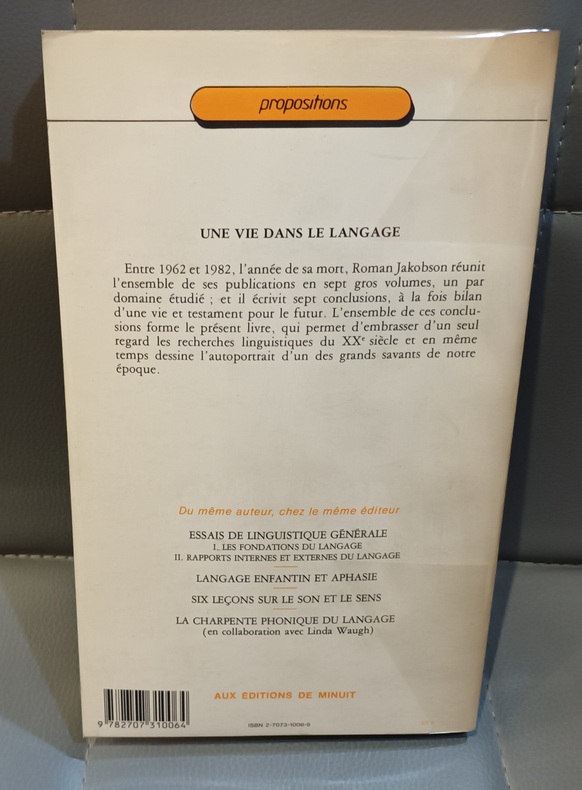 propositions
UNE VIE DANS LE LANGAGE
Entre 1962 et 1982, l'année de sa mort, Roman Jakobson réunit
l'ensemble de ses publications en sept gros volumes, un par
domaine étudié ; et il écrivit sept conclusions, à la fois bilan
d'une vie et testament pour le futur. L'ensemble de ces conclu-
sions forme le présent livre, qui permet d'embrasser d'un seul
regard les recherches linguistiques du XXe siècle et en même
temps dessine l'autoportrait d'un des grands savants de notre
époque.
Du même auteur, chez le même éditeur
ESSAIS DE LINGUISTIQUE GÉNÉRALE
I. LES FONDATIONS DU LANGAGE
II. RAPPORTS INTERNES ET EXTERNES DU LANGAGE
LANGAGE ENFANTIN ET APHASIE
SIX LEÇONS SUR LE SON ET LE SENS
LA CHARPENTE PHONIQUE DU LANGAGE
(en collaboration avec Linda Waugh)
AUX ÉDITIONS DE MINUIT
9 782707 310064
ISBN 2-7073-1006-8